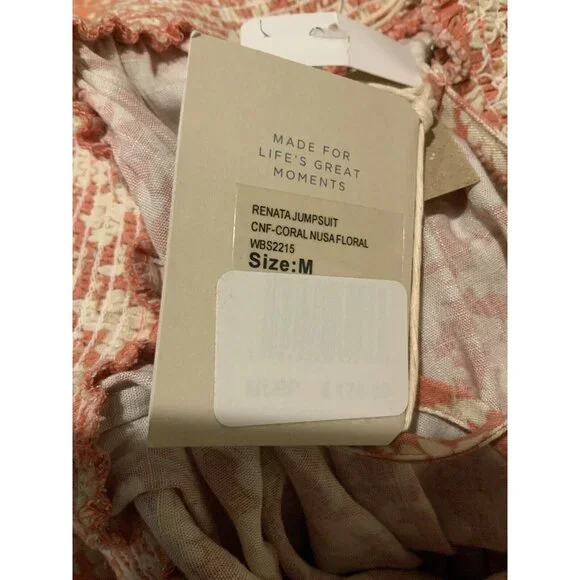 MADE FOR
LIFE'S GREAT
MOMENTS
RENATA JUMPSUIT
CNF-CORAL NUSA FLORAL
WBS2215
Size:M